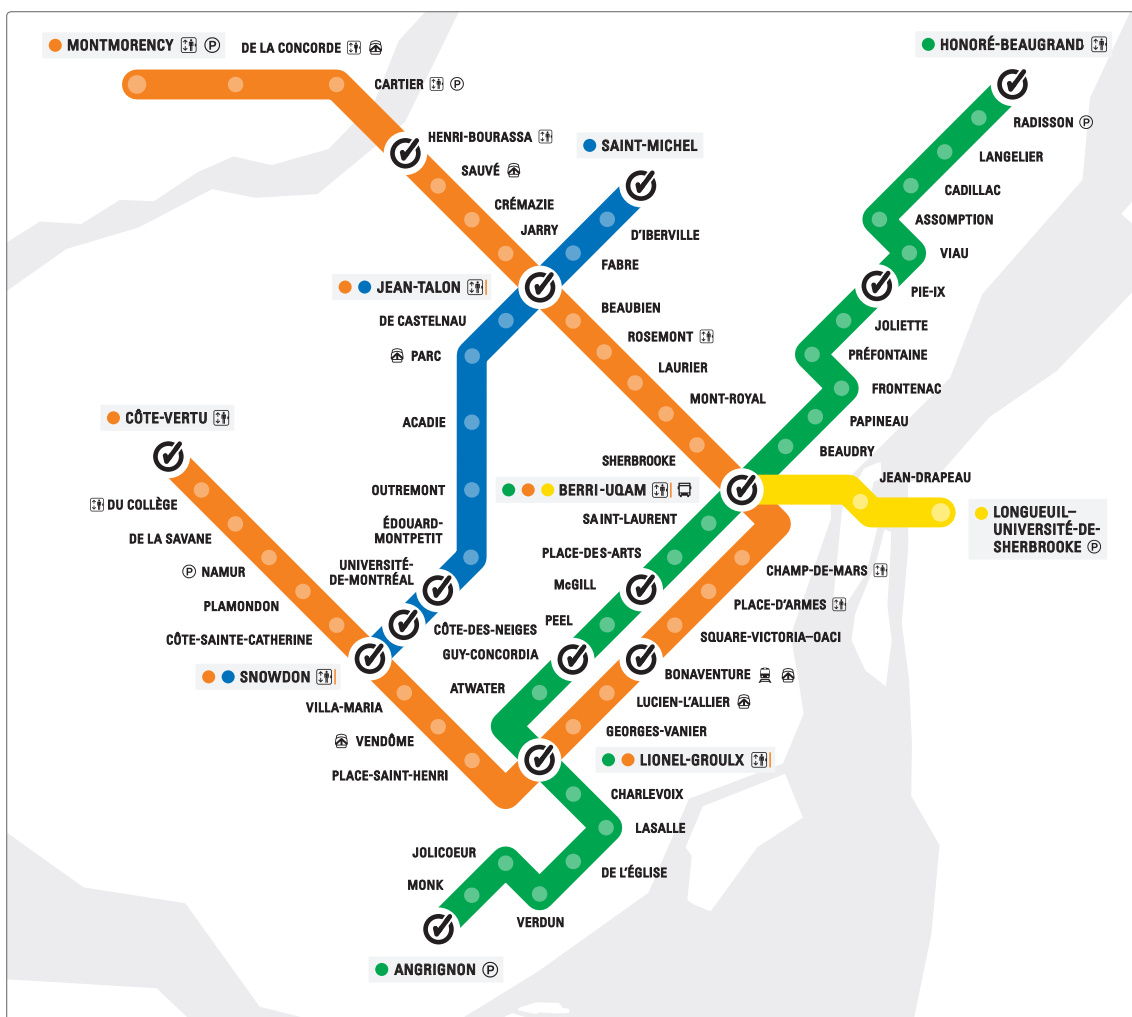 MONTMORENCY P
DE LA CONCORDE
HONORÉ-BEAUGRAND
CARTIER P
RADISSON P
HENRI-BOURASSA
SAINT-MICHEL
LANGELIER
SAUVÉ
CADILLAC
CRÉMAZIE
ASSOMPTION
JARRY
D'IBERVILLE
VIAU
FABRE
JEAN-TALON
PIE-IX
BEAUBIEN
DE CASTELNAU
JOLIETTE
ROSEMONT
PARC
PRÉFONTAINE
LAURIER
FRONTENAC
MONT-ROYAL
CÔTE-VERTU
ACADIE
PAPINEAU
SHERBROOKE
BEAUDRY
JEAN-DRAPEAU
OUTREMONT
BERRI-UQAM
DU COLLÈGE
LONGUEUIL–
UNIVERSITÉ-DE-
SHERBROOKE P
SAINT-LAURENT
ÉDOUARD-
MONTPETIT
DE LA SAVANE
PLACE-DES-ARTS
UNIVERSITÉ-
DE-MONTRÉAL
P NAMUR
CHAMP-DE-MARS
McGILL
PLAMONDON
PLACE-D'ARMES
PEEL
CÔTE-DES-NEIGES
CÔTE-SAINTE-CATHERINE
SQUARE-VICTORIA–OACI
GUY-CONCORDIA
SNOWDON
BONAVENTURE
ATWATER
VILLA-MARIA
LUCIEN-L'ALLIER
GEORGES-VANIER
VENDÔME
LIONEL-GROULX
PLACE-SAINT-HENRI
CHARLEVOIX
LASALLE
JOLICOEUR
DE L'ÉGLISE
MONK
VERDUN
ANGRIGNON P